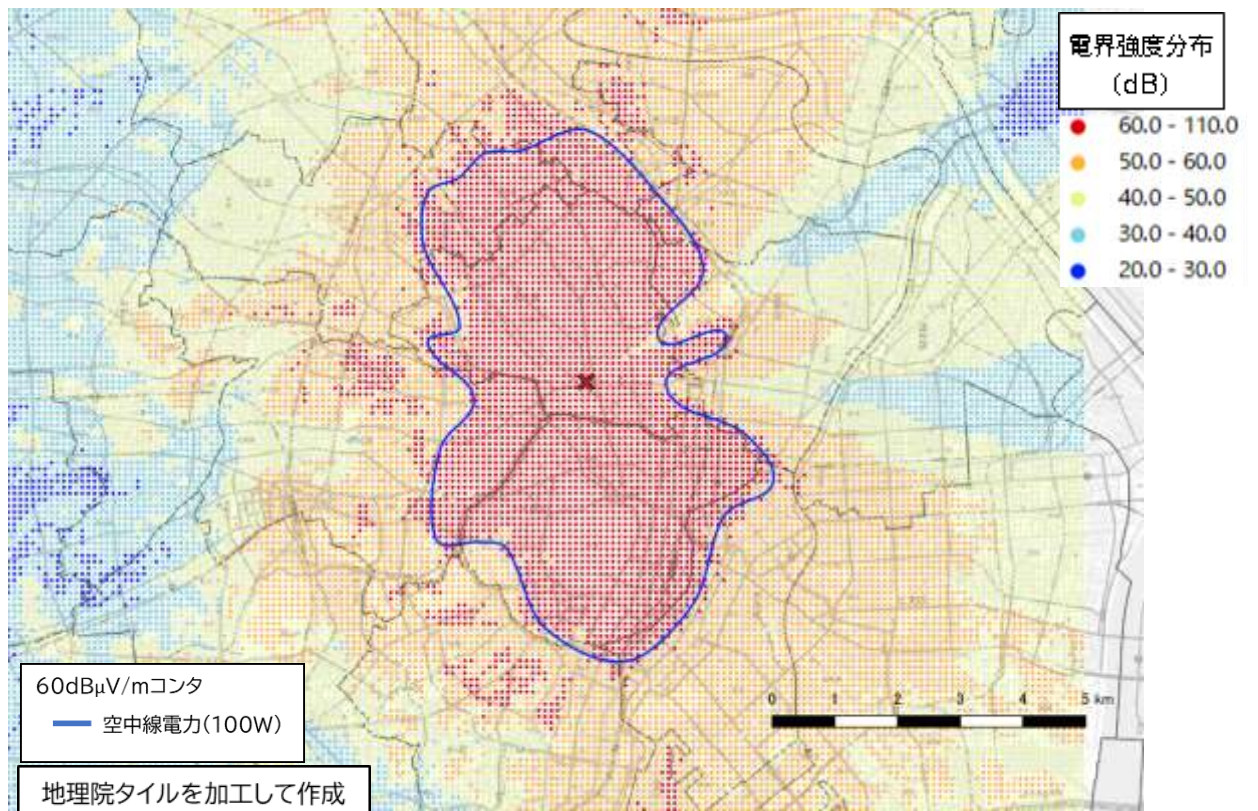 電界強度分布
(dB)
60.0 - 110.0
50.0 - 60.0
40.0 - 50.0
30.0 - 40.0
20.0 - 30.0
60dBμV/mコンタ
空中線電力(100W)
0 1 2 3 4 5 km
地理院タイルを加工して作成